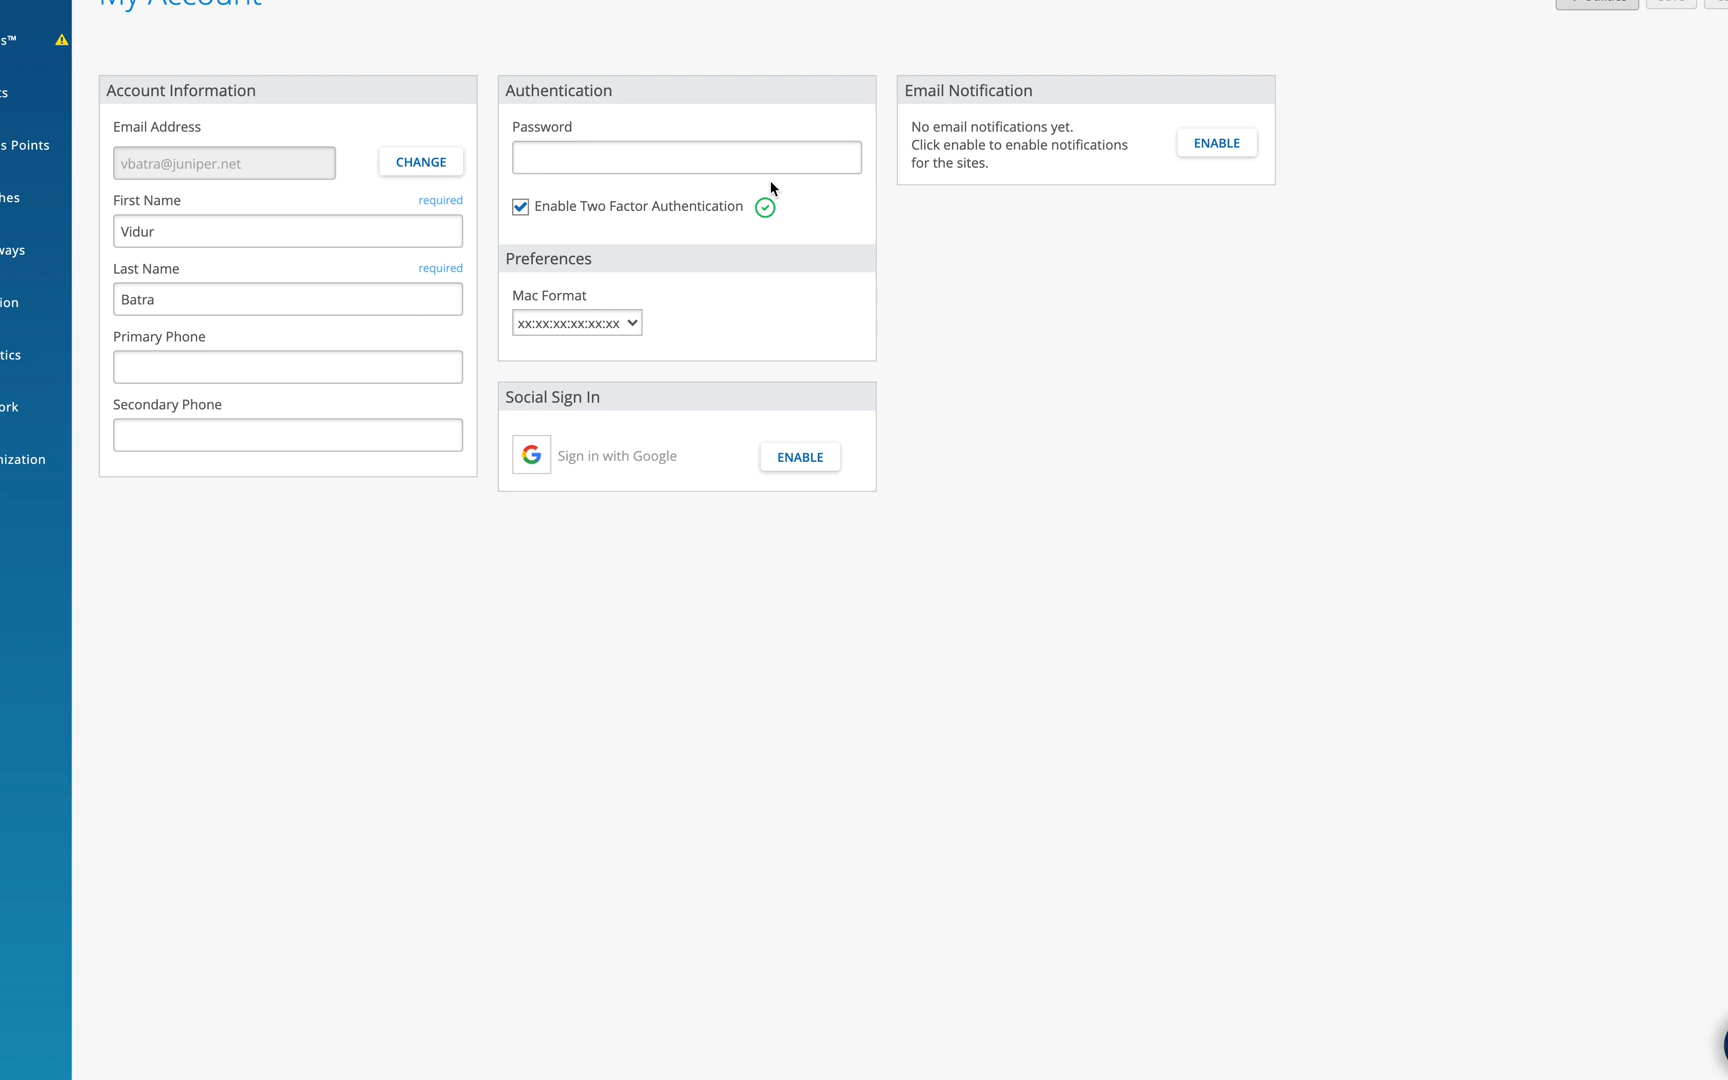 My Account
s™
ts
s Points
hes
ways
ion
tics
ork
nization
Account Information
Email Address
vbatra@juniper.net
CHANGE
First Name
required
Vidur
Last Name
required
Batra
Primary Phone
Secondary Phone
Authentication
Password
Enable Two Factor Authentication
Preferences
Mac Format
xx:xx:xx:xx:xx:xx
Social Sign In
Sign in with Google
ENABLE
Email Notification
No email notifications yet.
Click enable to enable notifications
for the sites.
ENABLE